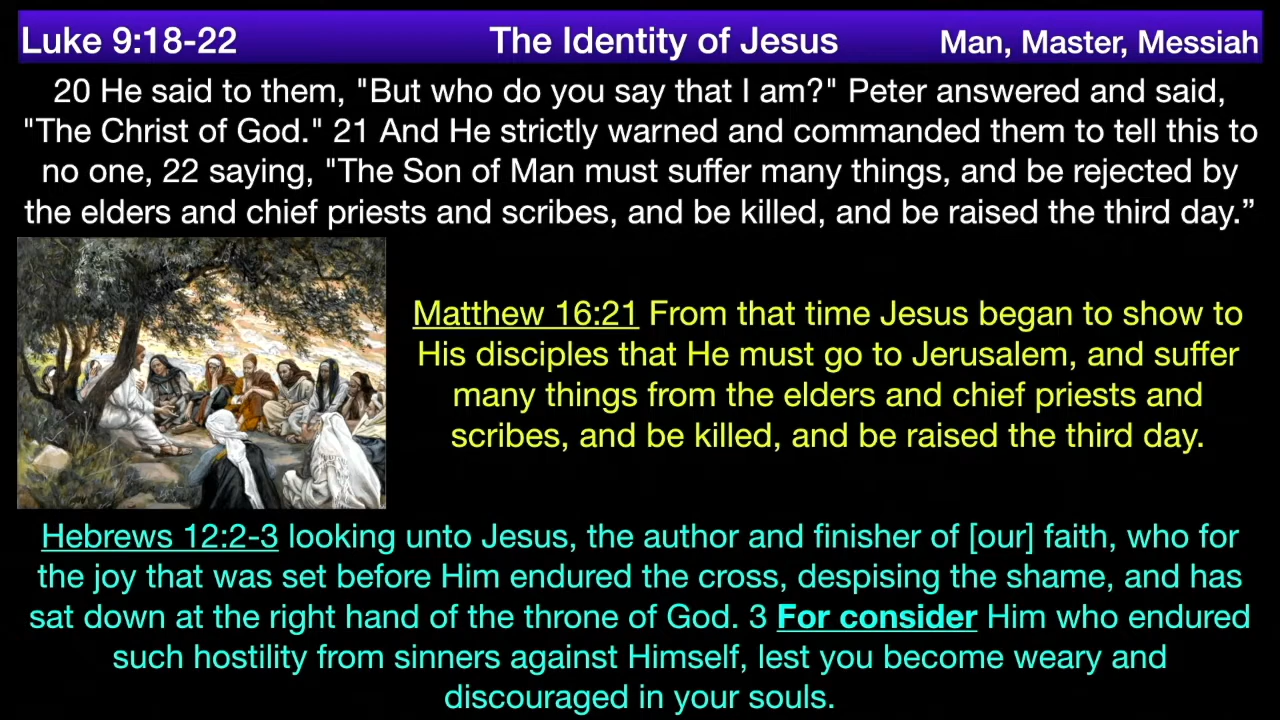 Luke 9:18-22 The Identity of Jesus Man, Master, Messiah
20 He said to them, "But who do you say that I am?" Peter answered and said,
"The Christ of God." 21 And He strictly warned and commanded them to tell this to
no one, 22 saying, "The Son of Man must suffer many things, and be rejected by
the elders and chief priests and scribes, and be killed, and be raised the third day.”
Matthew 16:21 From that time Jesus began to show to
His disciples that He must go to Jerusalem, and suffer
many things from the elders and chief priests and
scribes, and be killed, and be raised the third day.
Hebrews 12:2-3 looking unto Jesus, the author and finisher of [our] faith, who for
the joy that was set before Him endured the cross, despising the shame, and has
sat down at the right hand of the throne of God. 3 For consider Him who endured
such hostility from sinners against Himself, lest you become weary and
discouraged in your souls.